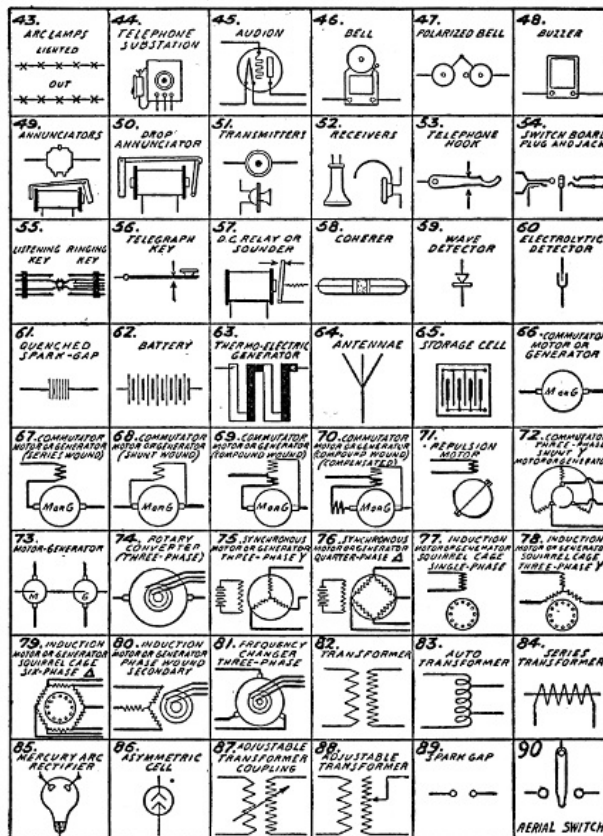 43.
ARC LAMPS
LIGHTED
OUT
44.
TELEPHONE
SUBSTATION
45.
AUDION
46.
BELL
47.
POLARIZED BELL
48.
BUZZER
49.
ANNUNCIATORS
50.
DROP
ANNUNCIATOR
51.
TRANSMITTERS
52.
RECEIVERS
53.
TELEPHONE
HOOK
54.
SWITCH BOARD
PLUG AND JACK
55.
LISTENING RINGING
KEY KEY
56.
TELEGRAPH
KEY
57.
D.C. RELAY OR
SOUNDER
58.
COHERER
59.
WAVE
DETECTOR
60
ELECTROLYTIC
DETECTOR
61.
QUENCHED
SPARK-GAP
62.
BATTERY
63.
THERMO-ELECTRIC
GENERATOR
64.
ANTENNAE
65.
STORAGE CELL
66.
COMMUTATOR
MOTOR OR
GENERATOR
MorG
67. COMMUTATOR
MOTOR OR GENERATOR
(SERIES WOUND)
MorG
68. COMMUTATOR
MOTOR OR GENERATOR
(SHUNT WOUND)
MorG
69. COMMUTATOR
MOTOR OR GENERATOR
(COMPOUND WOUND)
MorG
70. COMMUTATOR
MOTOR OR GENERATOR
(COMPOUND WOUND)
(COMPENSATED)
MorG
71.
REPULSION
MOTOR
72. COMMUTATOR
THREE-PHASE
SHUNT Y
MOTOR OR GENERATOR
73.
MOTOR-GENERATOR
M
G
74. ROTARY
CONVERTER
(THREE-PHASE)
75. SYNCHRONOUS
MOTOR OR GENERATOR
THREE-PHASE Y
76. SYNCHRONOUS
MOTOR OR GENERATOR
QUARTER-PHASE Δ
77. INDUCTION
MOTOR OR GENERATOR
SQUIRREL CAGE
SINGLE-PHASE
78. INDUCTION
MOTOR OR GENERATOR
SQUIRREL CAGE
THREE-PHASE Y
79. INDUCTION
MOTOR OR GENERATOR
SQUIRREL CAGE
SIX-PHASE Δ
80. INDUCTION
MOTOR OR GENERATOR
PHASE WOUND
SECONDARY
81. FREQUENCY
CHANGER
THREE-PHASE
82.
TRANSFORMER
83.
AUTO
TRANSFORMER
84.
SERIES
TRANSFORMER
85.
MERCURY ARC
RECTIFIER
86.
ASYMMETRIC
CELL
87. ADJUSTABLE
TRANSFORMER
COUPLING
88.
ADJUSTABLE
TRANSFORMER
89.
SPARK GAP
90
AERIAL SWITCH